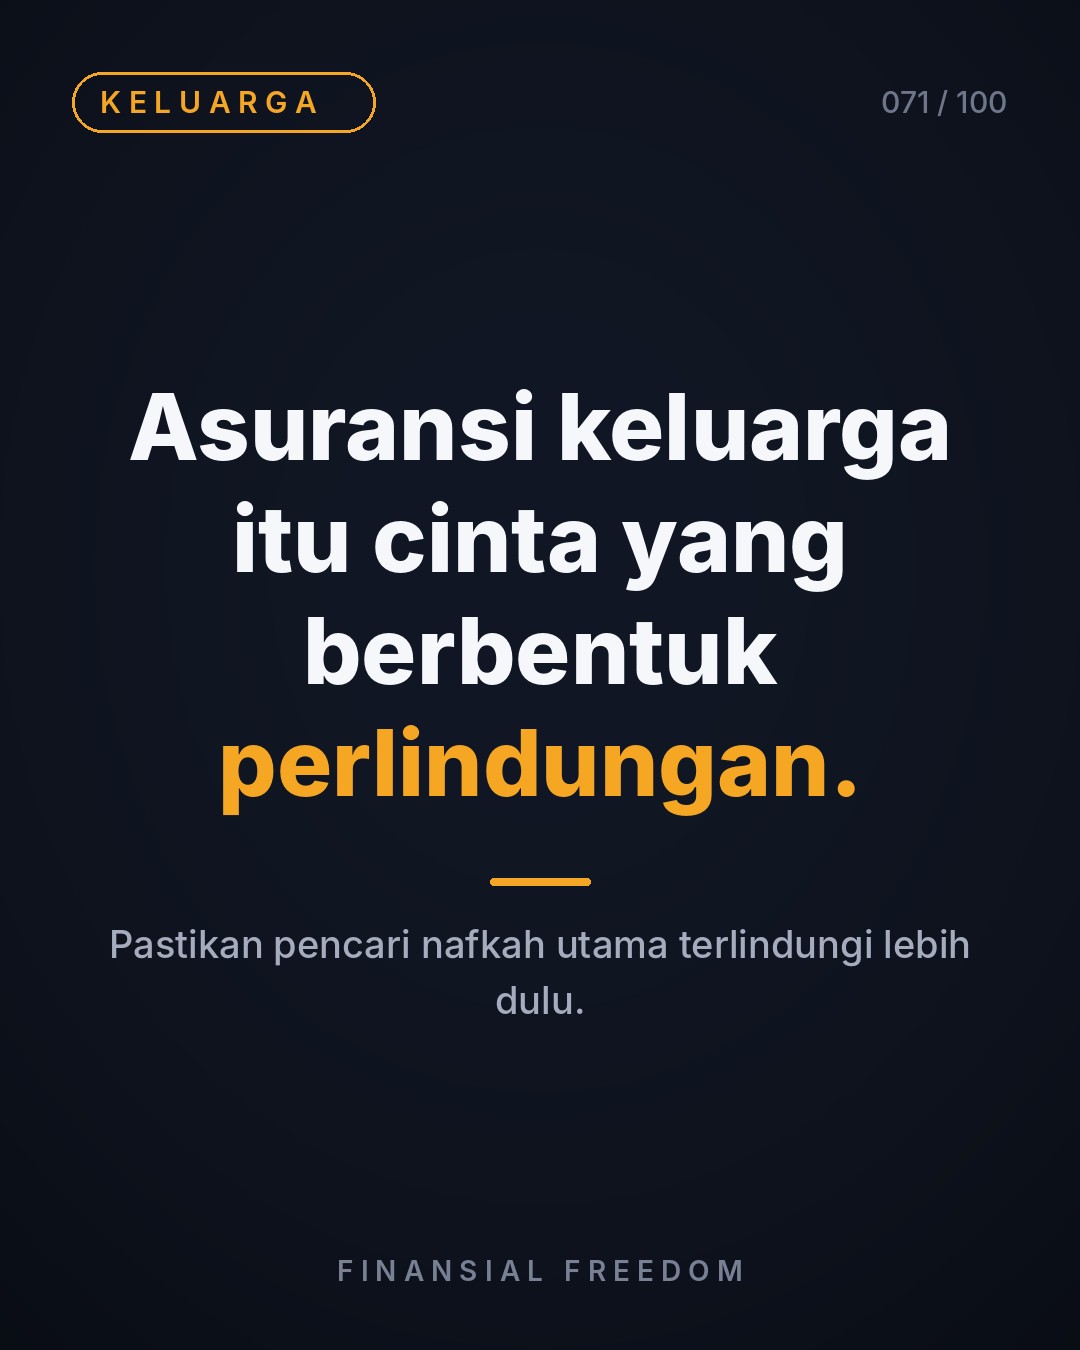 KELUARGA
071 / 100
Asuransi keluarga
itu cinta yang
berbentuk
perlindungan.
Pastikan pencari nafkah utama terlindungi lebih
dulu.
FINANSIAL FREEDOM